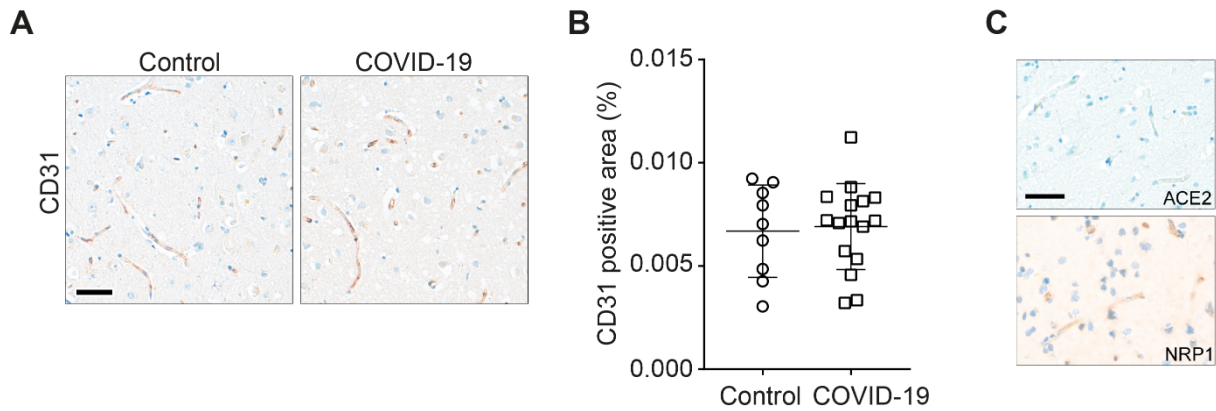 A
Control
COVID-19
CD31
B
CD31 positive area (%)
0.015
0.010
0.005
0.000
Control
COVID-19
C
ACE2
NRP1